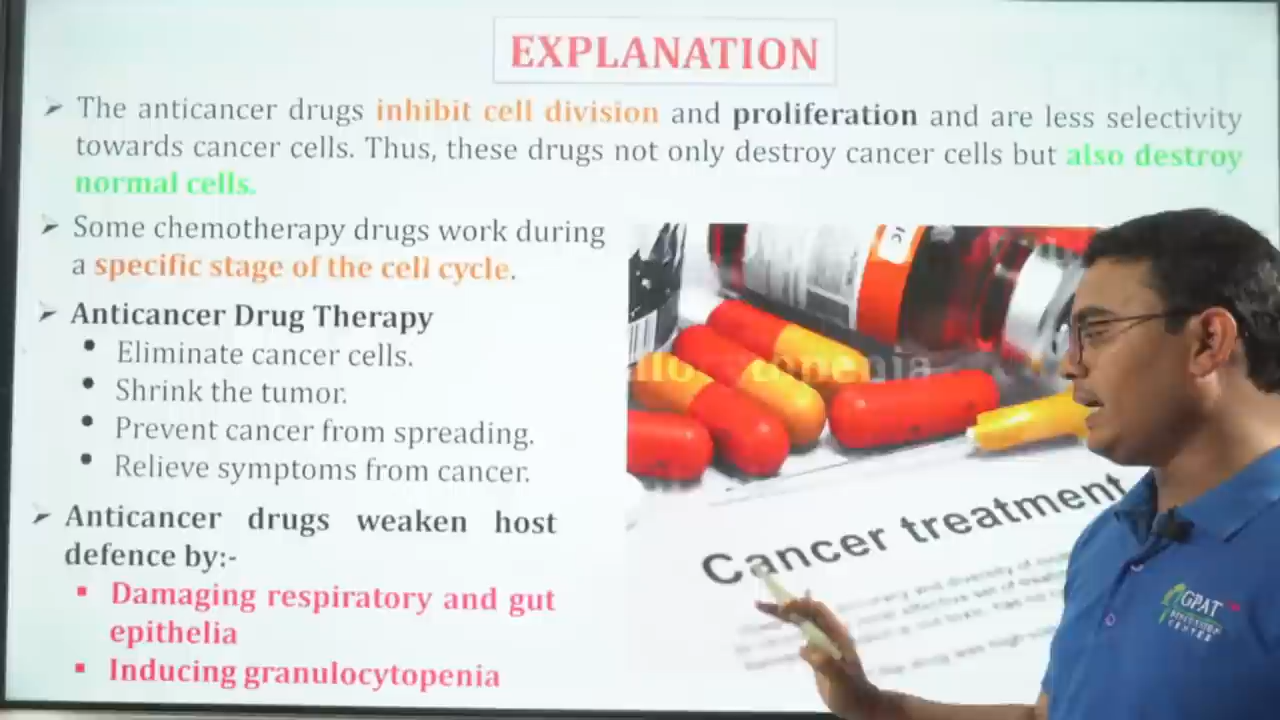 EXPLANATION
➢ The anticancer drugs inhibit cell division and proliferation and are less selectivity
towards cancer cells. Thus, these drugs not only destroy cancer cells but also destroy
normal cells.
➢ Some chemotherapy drugs work during
a specific stage of the cell cycle.
➢ Anticancer Drug Therapy
• Eliminate cancer cells.
• Shrink the tumor.
• Prevent cancer from spreading.
• Relieve symptoms from cancer.
➢ Anticancer drugs weaken host
defence by:-
▪ Damaging respiratory and gut
epithelia
▪ Inducing granulocytopenia
Cancer treatment
GPAT
DISCUSSION
CENTER